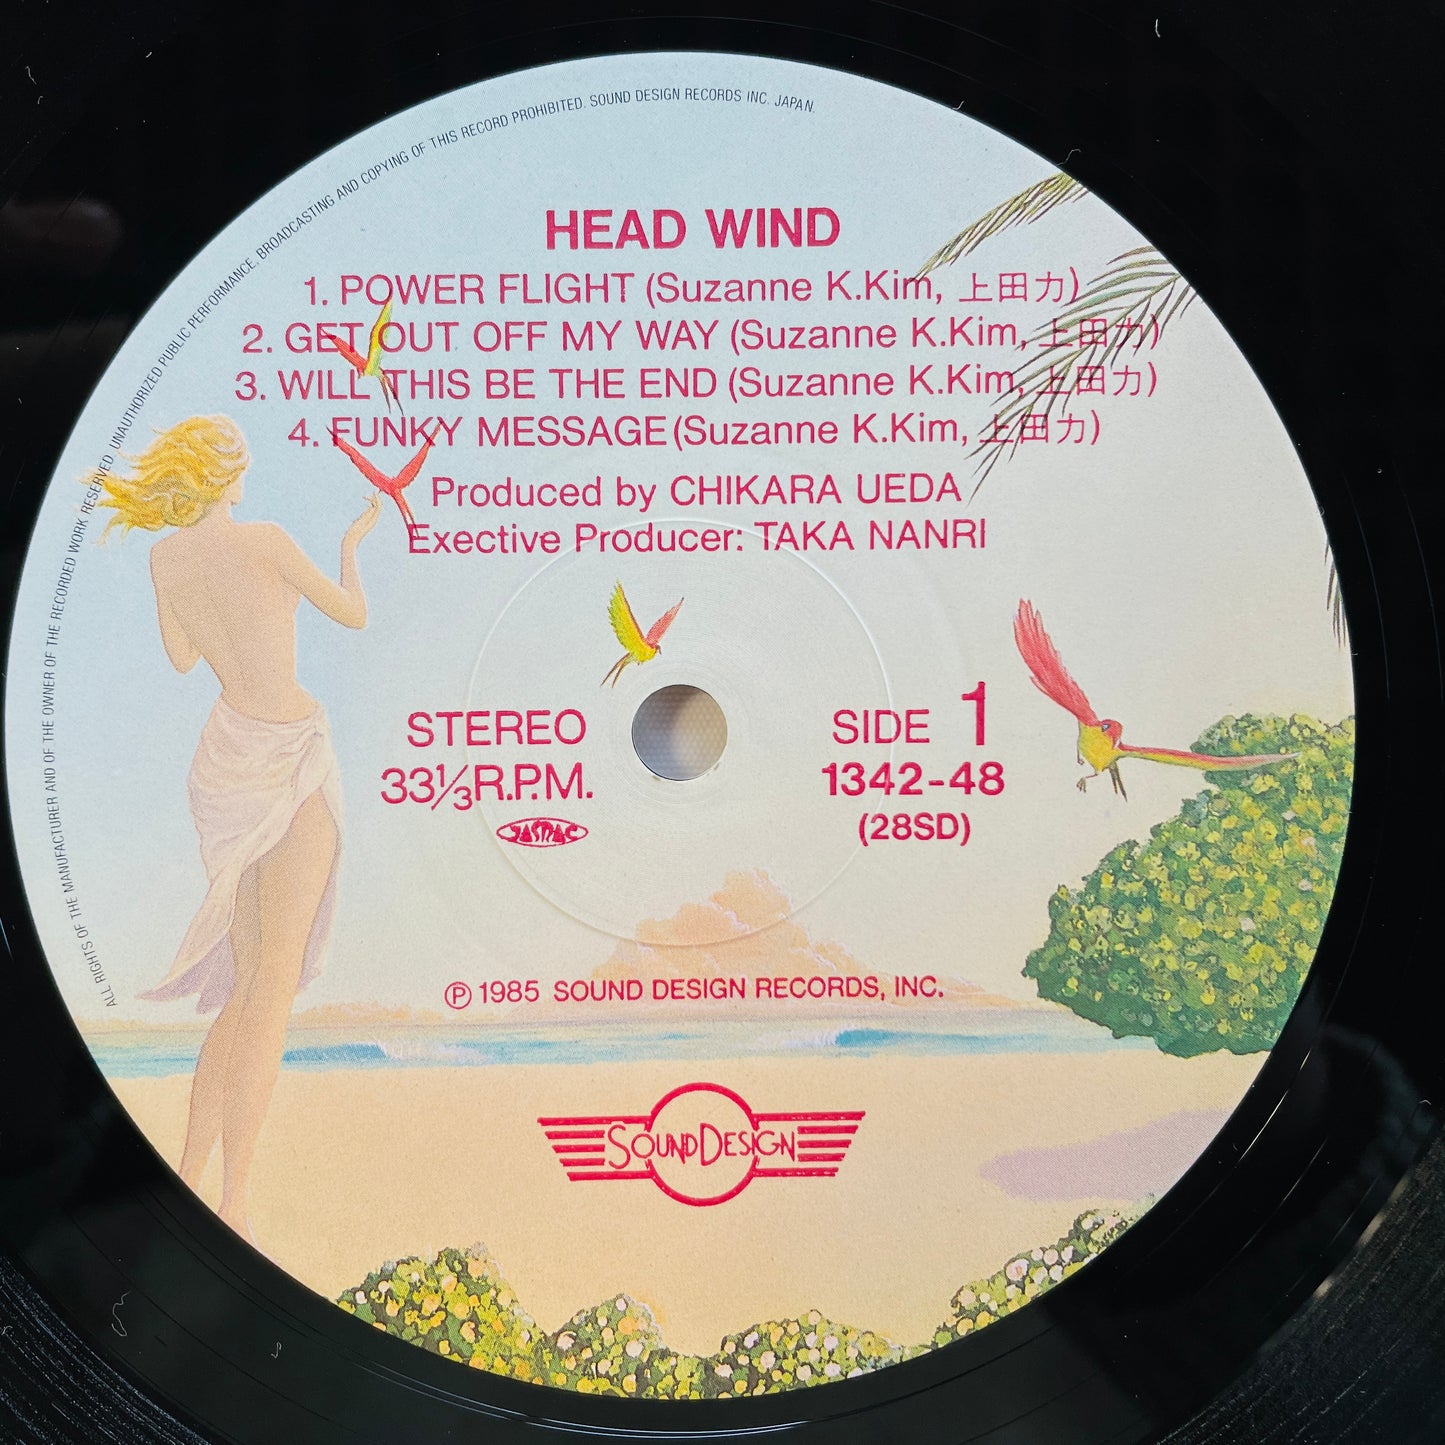 ALL RIGHTS OF THE MANUFACTURER AND OF THE OWNER OF THE RECORDED WORK RESERVED. UNAUTHORIZED PUBLIC PERFORMANCE, BROADCASTING AND COPYING OF THIS RECORD PROHIBITED. SOUND DESIGN RECORDS INC. JAPAN.
HEAD WIND
1. POWER FLIGHT (Suzanne K.Kim, 上田力)
2. GET OUT OFF MY WAY (Suzanne K.Kim, 上田力)
3. WILL THIS BE THE END (Suzanne K.Kim, 上田力)
4. FUNKY MESSAGE (Suzanne K.Kim, 上田力)
Produced by CHIKARA UEDA
Exective Producer: TAKA NANRI
STEREO
33⅓ R.P.M.
JASRAC
SIDE 1
1342-48
(28SD)
Ⓟ 1985 SOUND DESIGN RECORDS, INC.
SOUND DESIGN